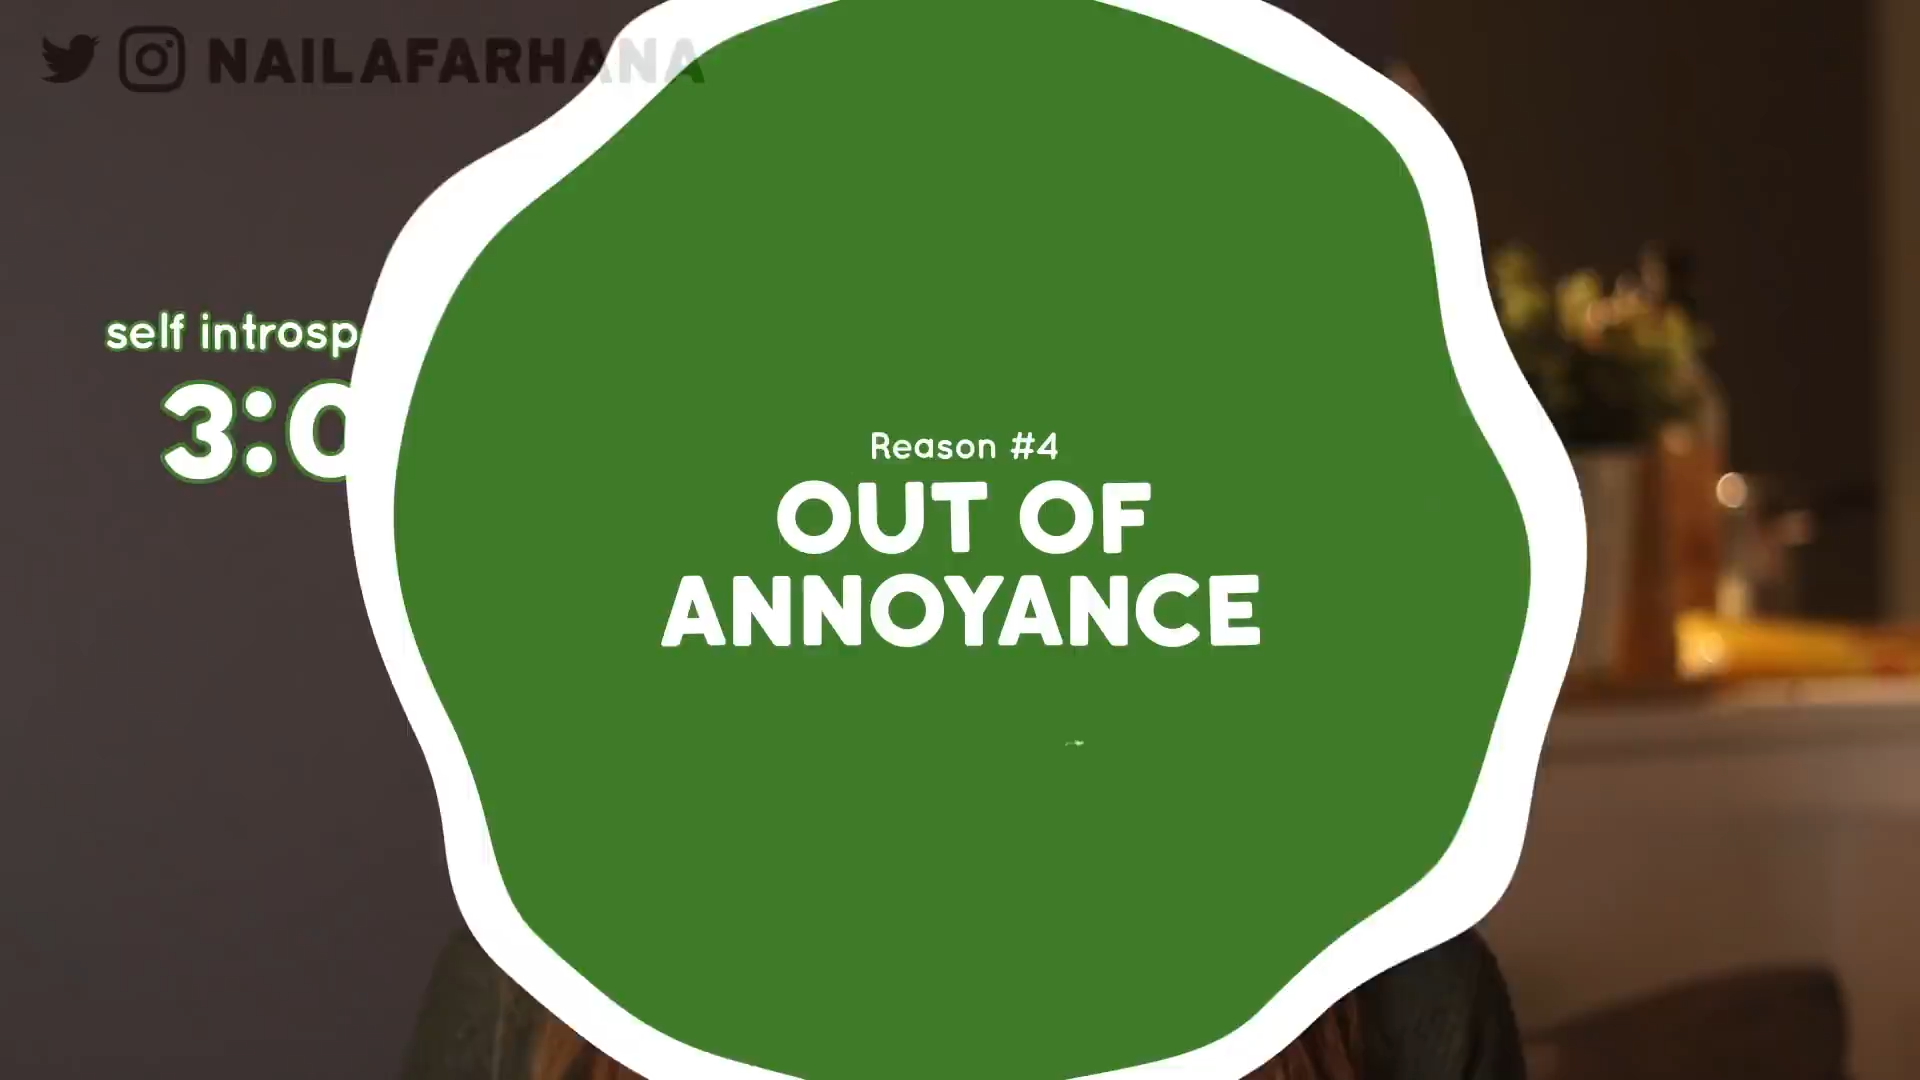 NAILAFARHANA
self introsp
3:0
Reason #4
OUT OF
ANNOYANCE